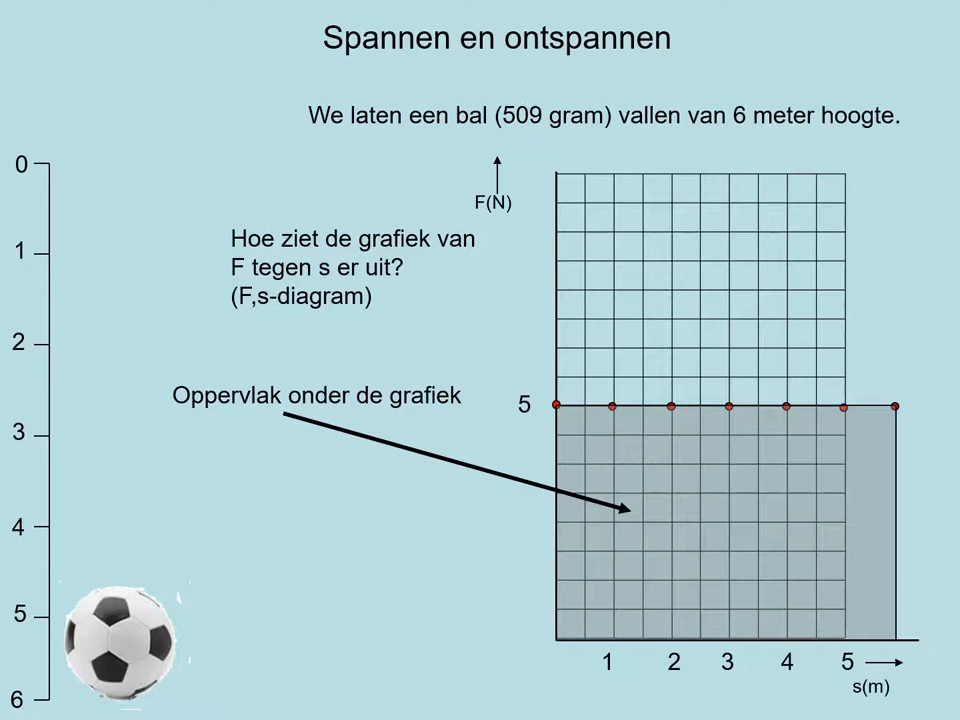 Spannen en ontspannen
We laten een bal (509 gram) vallen van 6 meter hoogte.
0
1
2
3
4
5
6
F(N)
Hoe ziet de grafiek van
F tegen s er uit?
(F,s-diagram)
Oppervlak onder de grafiek
5
1 2 3 4 5
s(m)